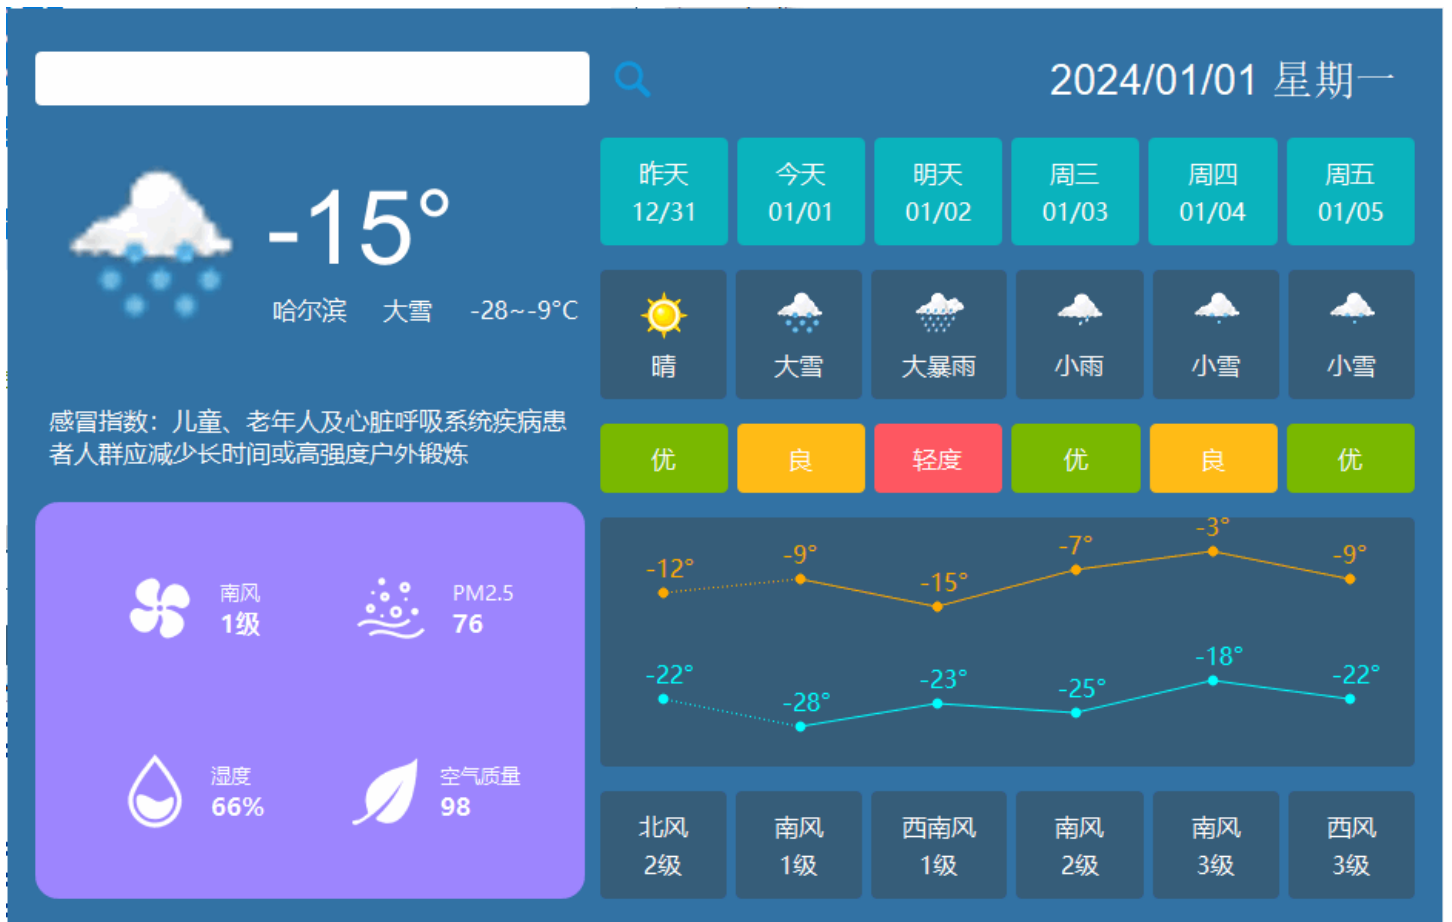 2024/01/01 星期一
-15°
哈尔滨 大雪 -28~-9°C
感冒指数：儿童、老年人及心脏呼吸系统疾病患
者人群应减少长时间或高强度户外锻炼
南风
1级
PM2.5
76
湿度
66%
空气质量
98
昨天 今天 明天 周三 周四 周五
12/31 01/01 01/02 01/03 01/04 01/05
晴 大雪 大暴雨 小雨 小雪 小雪
优 良 轻度 优 良 优
-12° -9° -15° -7° -3° -9°
-22° -28° -23° -25° -18° -22°
北风 南风 西南风 南风 南风 西风
2级 1级 1级 2级 3级 3级